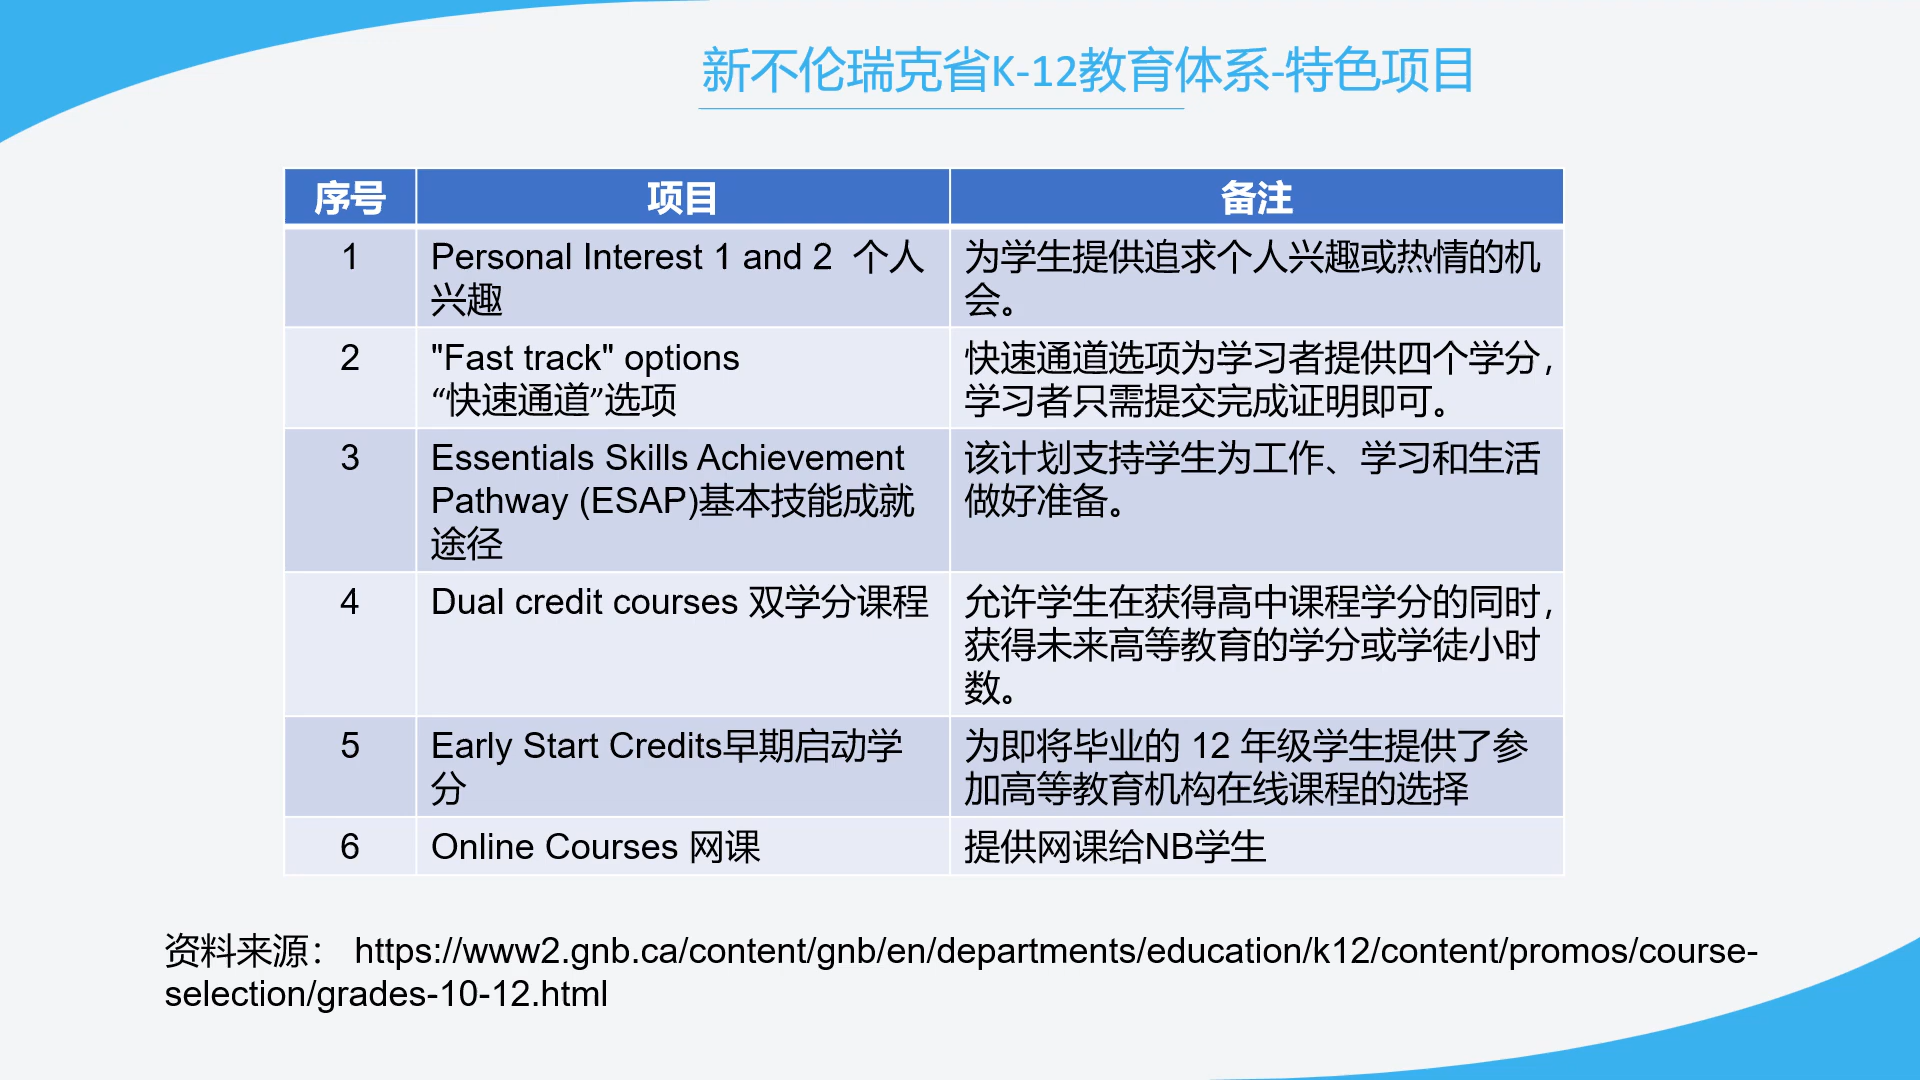 新不伦瑞克省K-12教育体系-特色项目
序号 项目 备注
1 Personal Interest 1 and 2 个人 为学生提供追求个人兴趣或热情的机
兴趣 会。
2 "Fast track" options 快速通道选项为学习者提供四个学分，
“快速通道”选项 学习者只需提交完成证明即可。
3 Essentials Skills Achievement 该计划支持学生为工作、学习和生活
Pathway (ESAP)基本技能成就 做好准备。
途径
4 Dual credit courses 双学分课程 允许学生在获得高中课程学分的同时，
获得未来高等教育的学分或学徒小时
数。
5 Early Start Credits早期启动学 为即将毕业的 12 年级学生提供了参
分 加高等教育机构在线课程的选择
6 Online Courses 网课 提供网课给NB学生
资料来源： https://www2.gnb.ca/content/gnb/en/departments/education/k12/content/promos/course-
selection/grades-10-12.html